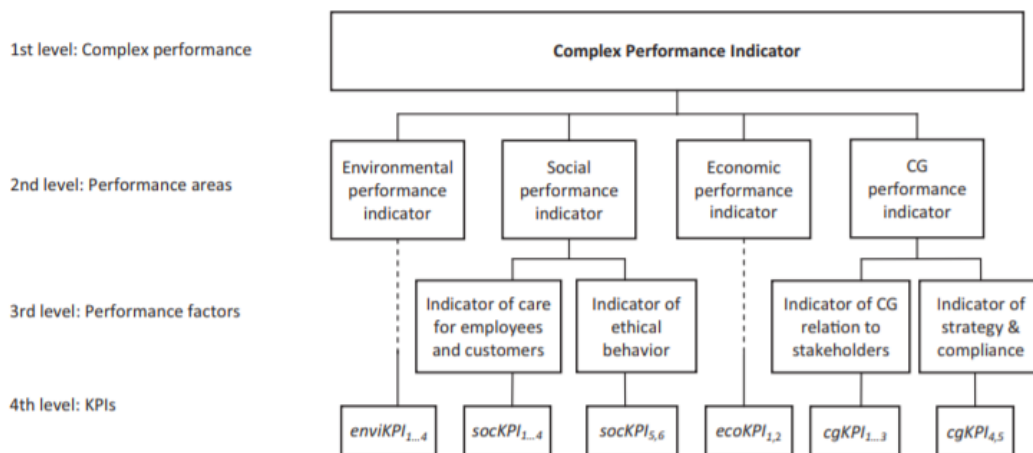 1st level: Complex performance
Complex Performance Indicator
2nd level: Performance areas
Environmental
performance
indicator
Social
performance
indicator
Economic
performance
indicator
CG
performance
indicator
3rd level: Performance factors
Indicator of care
for employees
and customers
Indicator of
ethical
behavior
Indicator of CG
relation to
stakeholders
Indicator of
strategy &
compliance
4th level: KPIs
enviKPI1...4
socKPI1...4
socKPI5,6
ecoKPI1,2
cgKPI1...3
cgKPI4,5